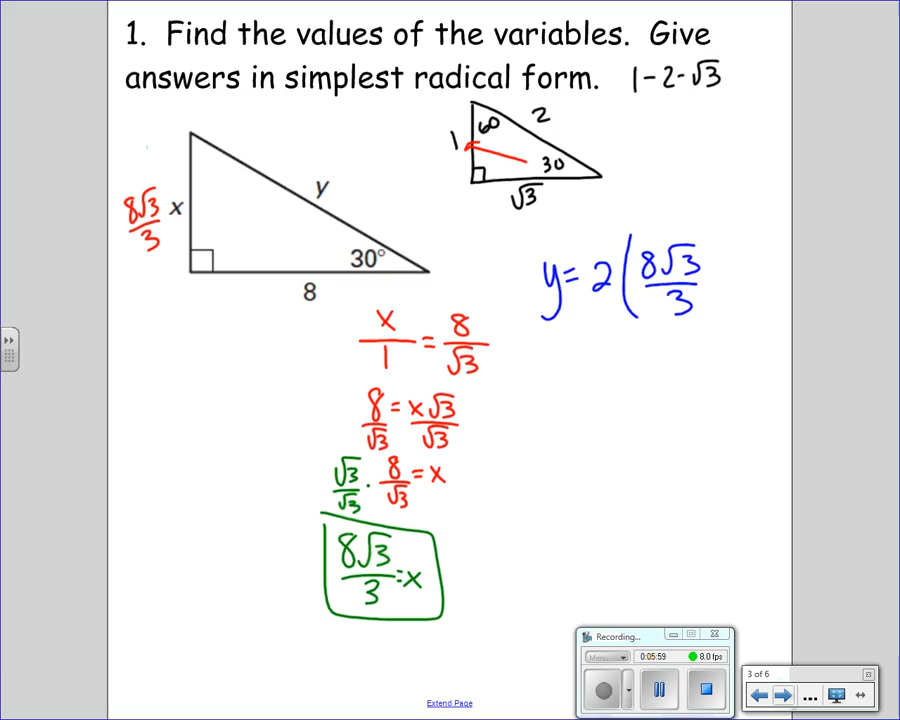 1. Find the values of the variables. Give
answers in simplest radical form. 1-2-√3
60
2
1
30
√3
8√3/3
x
y
30°
8
y = 2(8√3/3
x/1 = 8/√3
8/√3 = x√3/√3
√3/√3 · 8/√3 = x
8√3/3 = x
Recording...
Menu
0:05:59
8.0 fps
3 of 6
...
Extend Page